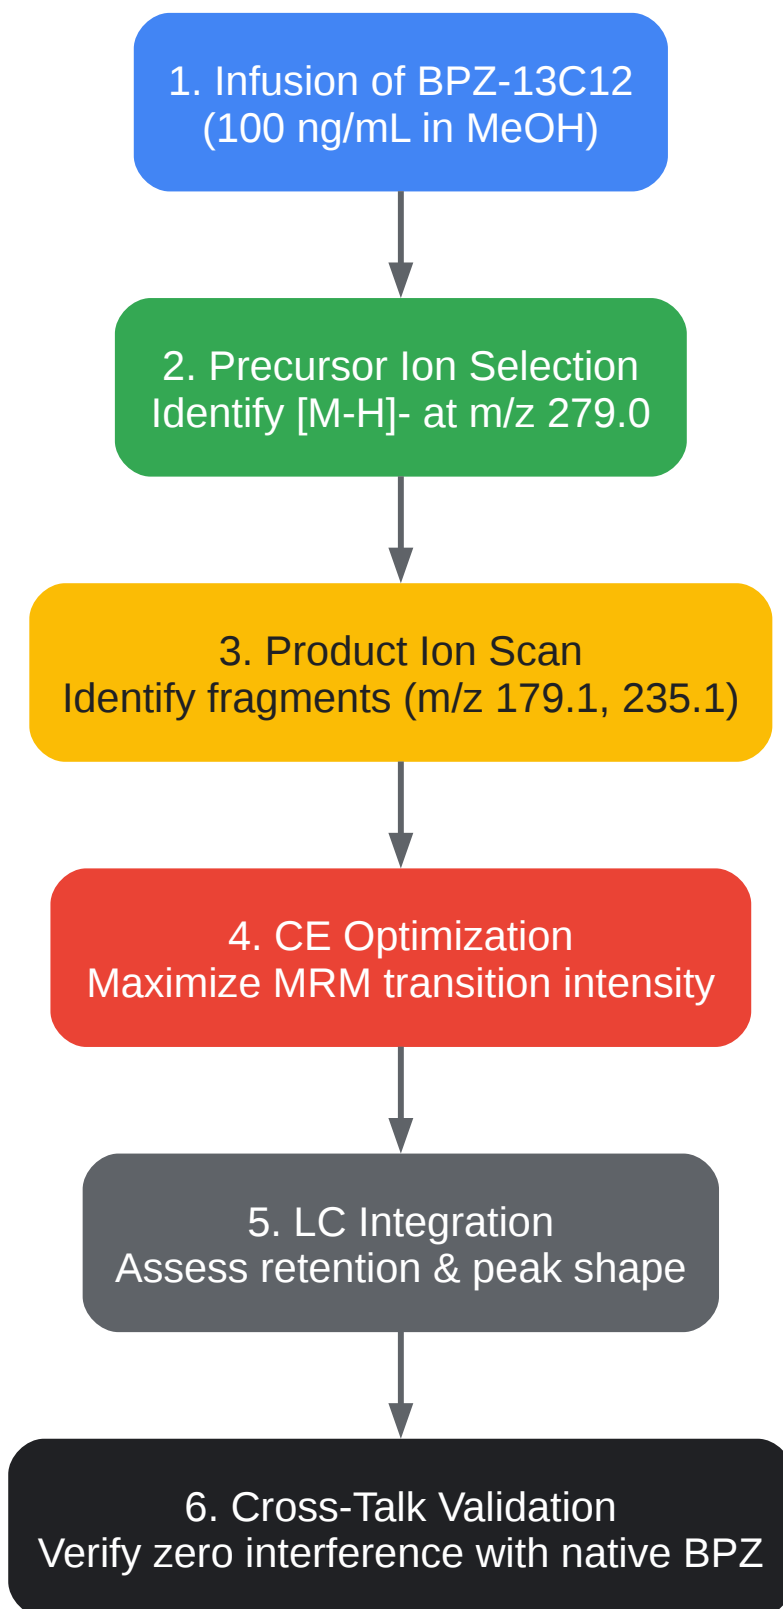 1. Infusion of BPZ-13C12
(100 ng/mL in MeOH)
2. Precursor Ion Selection
Identify [M-H]- at m/z 279.0
3. Product Ion Scan
Identify fragments (m/z 179.1, 235.1)
4. CE Optimization
Maximize MRM transition intensity
5. LC Integration
Assess retention & peak shape
6. Cross-Talk Validation
Verify zero interference with native BPZ